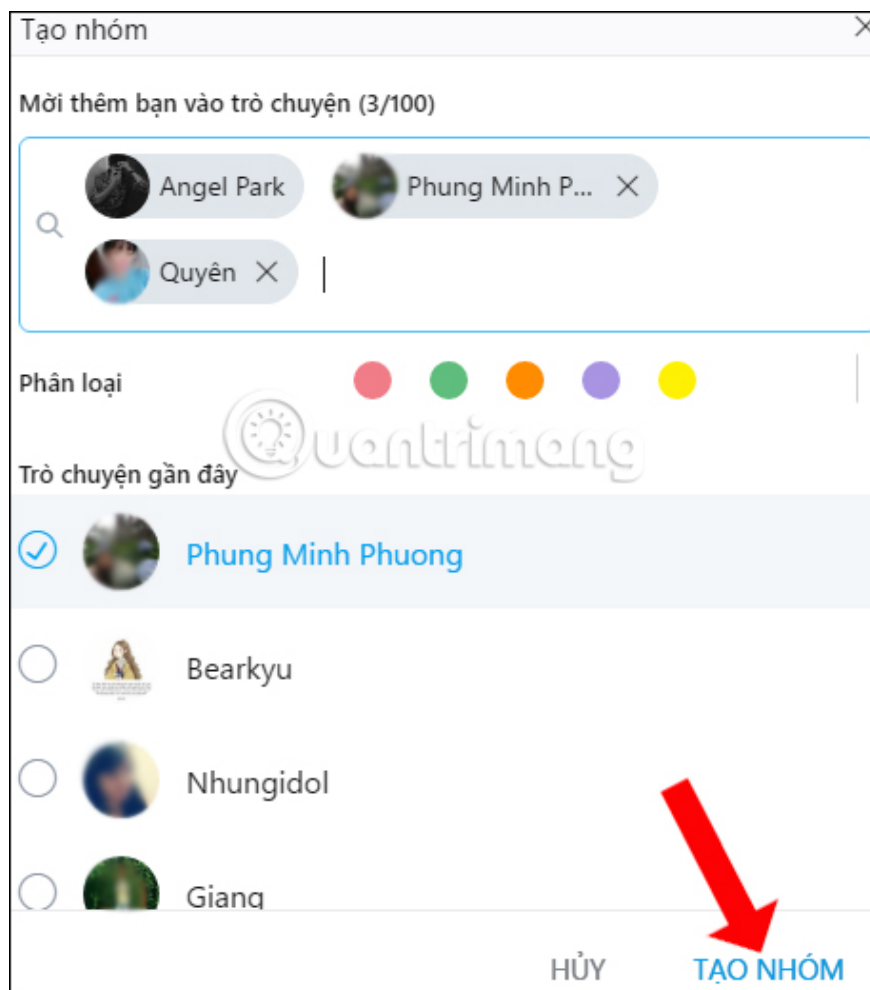 Tạo nhóm
Mời thêm bạn vào trò chuyện (3/100)
Angel Park
Phung Minh P...
Quyên
Phân loại
Quantrimang
Trò chuyện gần đây
Phung Minh Phuong
Bearkyu
Nhungidol
Giang
HỦY
TẠO NHÓM